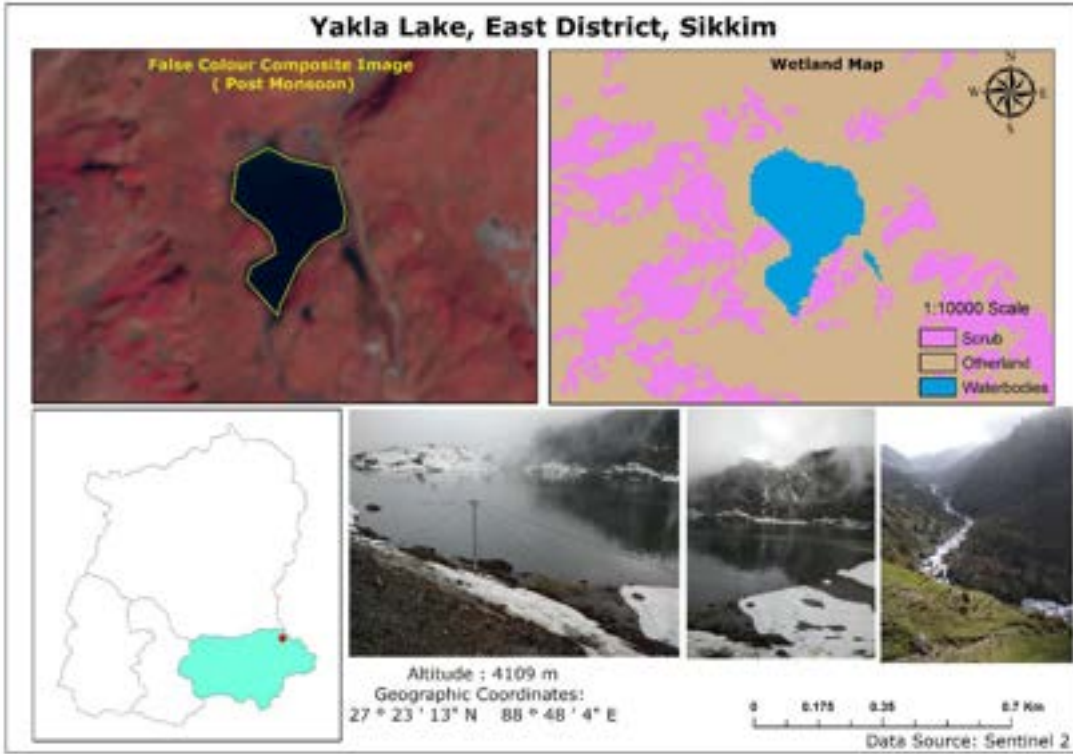 Yakla Lake, East District, Sikkim
False Colour Composite Image
( Post Monsoon)
Wetland Map
N
W
E
S
1:10000 Scale
Scrub
Otherland
Waterbodies
Altitude : 4109 m
Geographic Coordinates:
27 ° 23 ' 13" N 88 ° 48 ' 4" E
0 0.175 0.35 0.7 Km
Data Source: Sentinel 2